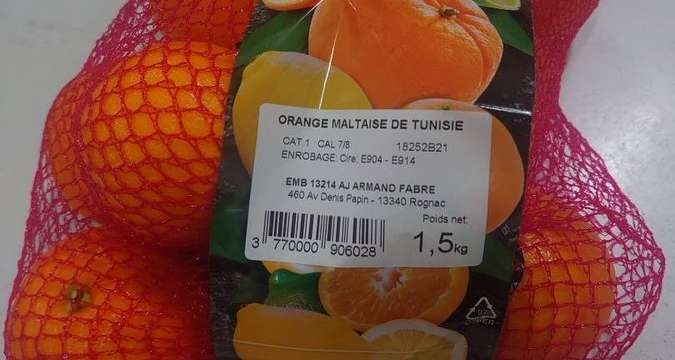 ORANGE MALTAISE DE TUNISIE
CAT.1 CAL 7/8 18252B21
ENROBAGE: Cire: E904 - E914
EMB 13214 AJ ARMAND FABRE
460 Av Denis Papin - 13340 Rognac
Poids net:
1,5kg
3 770000 906028